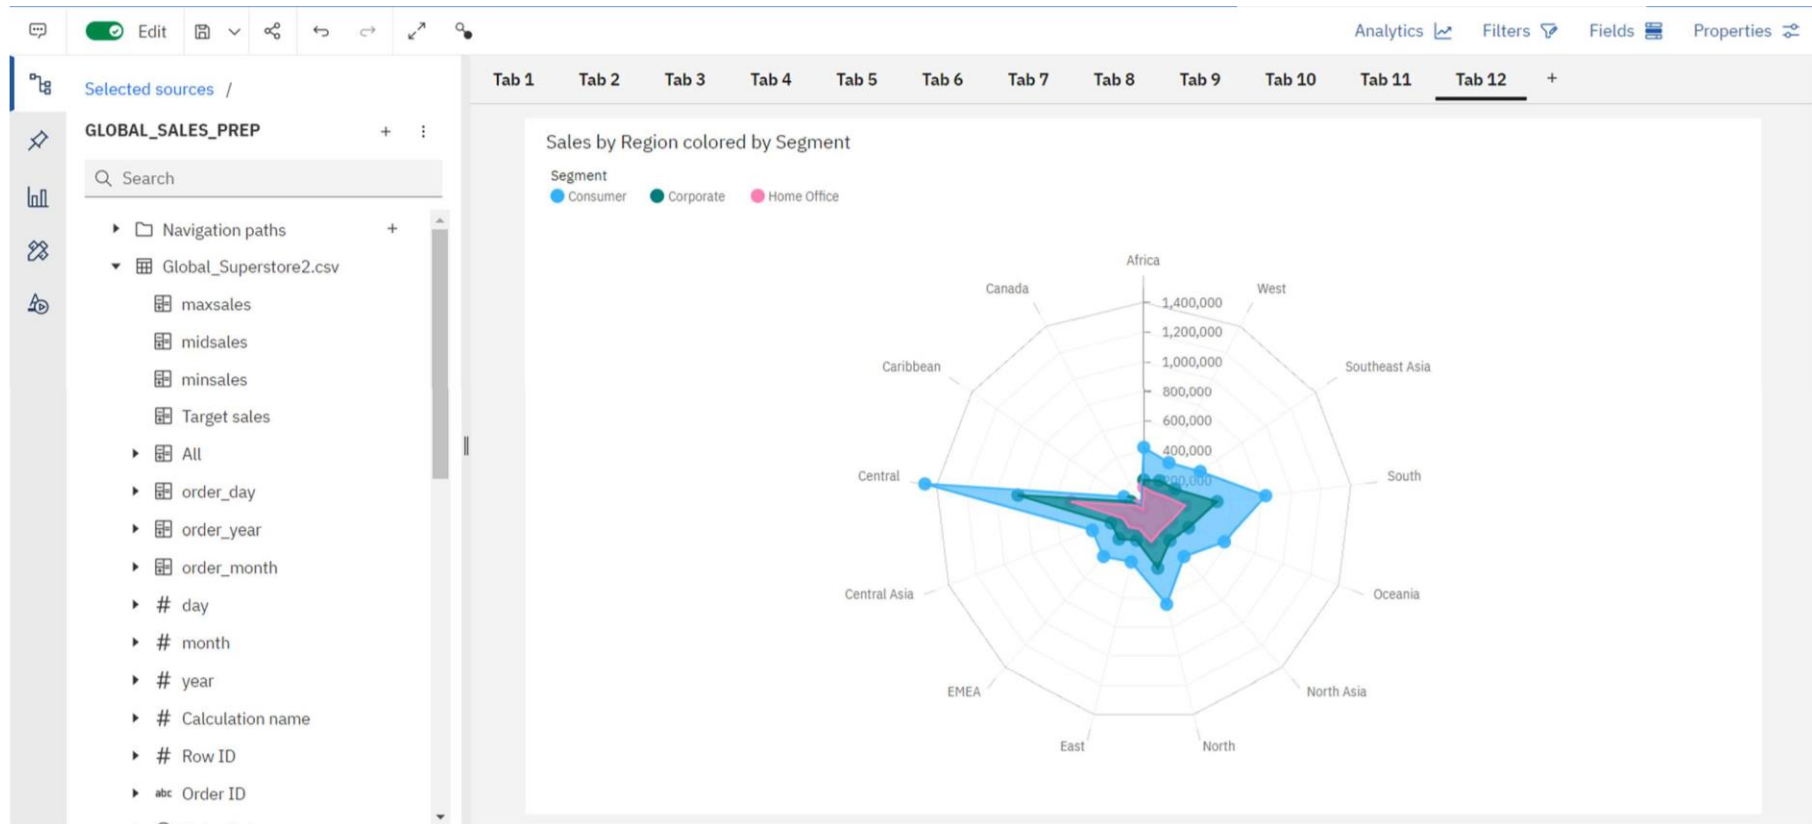 Edit
Analytics
Filters
Fields
Properties
Selected sources /
GLOBAL_SALES_PREP
Search
Navigation paths
Global_Superstore2.csv
maxsales
midsales
minsales
Target sales
All
order_day
order_year
order_month
# day
# month
# year
# Calculation name
# Row ID
abc Order ID
Tab 1 Tab 2 Tab 3 Tab 4 Tab 5 Tab 6 Tab 7 Tab 8 Tab 9 Tab 10 Tab 11 Tab 12 +
Sales by Region colored by Segment
Segment
Consumer Corporate Home Office
Africa
Canada
West
1,400,000
1,200,000
1,000,000
Caribbean
Southeast Asia
800,000
600,000
400,000
Central
200,000
South
Central Asia
Oceania
EMEA
North Asia
East
North